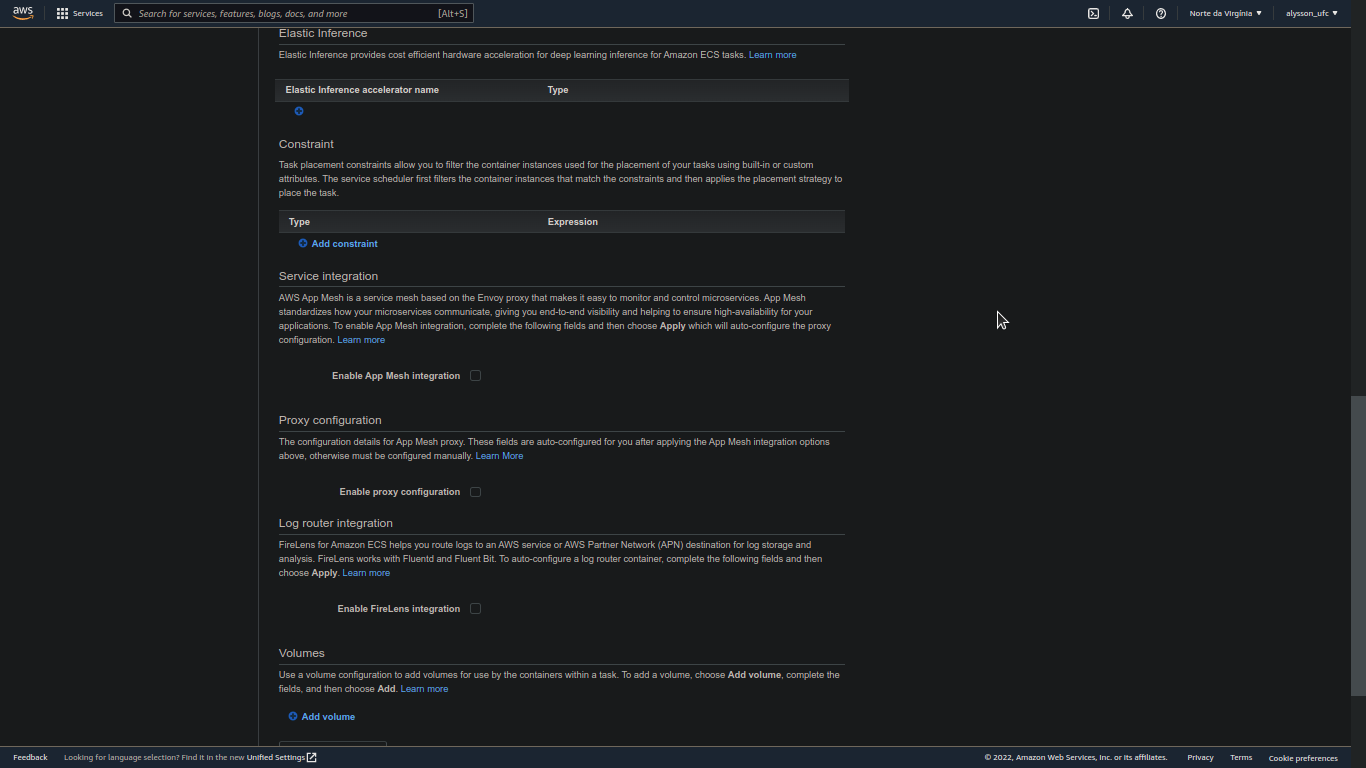 aws Services Search for services, features, blogs, docs, and more [Alt+S] Norte da Virgínia alysson_ufc
Elastic Inference
Elastic Inference provides cost efficient hardware acceleration for deep learning inference for Amazon ECS tasks. Learn more
Elastic Inference accelerator name Type
Constraint
Task placement constraints allow you to filter the container instances used for the placement of your tasks using built-in or custom
attributes. The service scheduler first filters the container instances that match the constraints and then applies the placement strategy to
place the task.
Type Expression
Add constraint
Service integration
AWS App Mesh is a service mesh based on the Envoy proxy that makes it easy to monitor and control microservices. App Mesh
standardizes how your microservices communicate, giving you end-to-end visibility and helping to ensure high-availability for your
applications. To enable App Mesh integration, complete the following fields and then choose Apply which will auto-configure the proxy
configuration. Learn more
Enable App Mesh integration
Proxy configuration
The configuration details for App Mesh proxy. These fields are auto-configured for you after applying the App Mesh integration options
above, otherwise must be configured manually. Learn More
Enable proxy configuration
Log router integration
FireLens for Amazon ECS helps you route logs to an AWS service or AWS Partner Network (APN) destination for log storage and
analysis. FireLens works with Fluentd and Fluent Bit. To auto-configure a log router container, complete the following fields and then
choose Apply. Learn more
Enable FireLens integration
Volumes
Use a volume configuration to add volumes for use by the containers within a task. To add a volume, choose Add volume, complete the
fields, and then choose Add. Learn more
Add volume
Feedback Looking for language selection? Find it in the new Unified Settings © 2022, Amazon Web Services, Inc. or its affiliates. Privacy Terms Cookie preferences